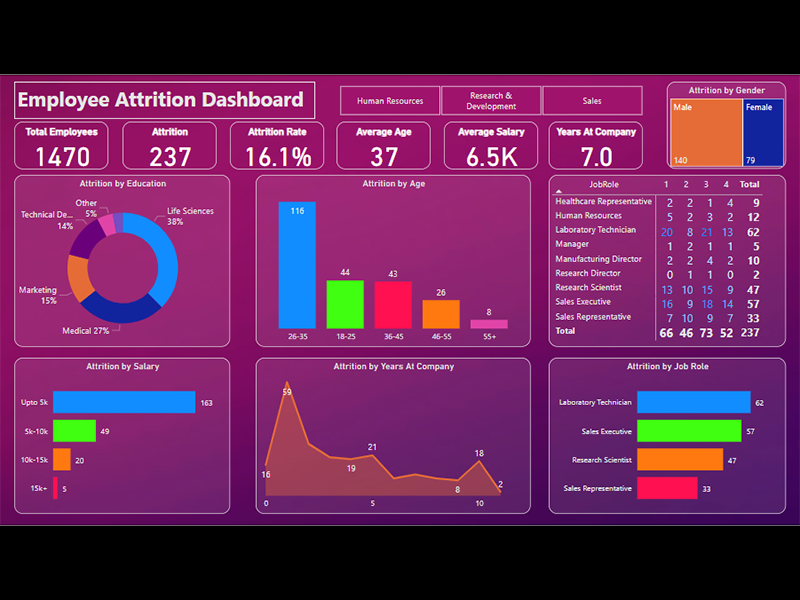 Employee Attrition Dashboard
Human Resources
Research &
Development
Sales
Attrition by Gender
Male
Female
140
79
Total Employees
1470
Attrition
237
Attrition Rate
16.1%
Average Age
37
Average Salary
6.5K
Years At Company
7.0
Attrition by Education
Other
5%
Life Sciences
38%
Technical De...
14%
Marketing
15%
Medical 27%
Attrition by Age
116
44
43
26
8
26-35 18-25 36-45 46-55 55+
JobRole 1 2 3 4 Total
Healthcare Representative 2 2 1 4 9
Human Resources 5 2 3 2 12
Laboratory Technician 20 8 21 13 62
Manager 1 2 1 1 5
Manufacturing Director 2 2 4 2 10
Research Director 0 1 1 0 2
Research Scientist 13 10 15 9 47
Sales Executive 16 9 18 14 57
Sales Representative 7 10 9 7 33
Total 66 46 73 52 237
Attrition by Salary
Upto 5k 163
5k-10k 49
10k-15k 20
15k+ 5
Attrition by Years At Company
59
16
19
21
8
18
2
0 5 10
Attrition by Job Role
Laboratory Technician 62
Sales Executive 57
Research Scientist 47
Sales Representative 33